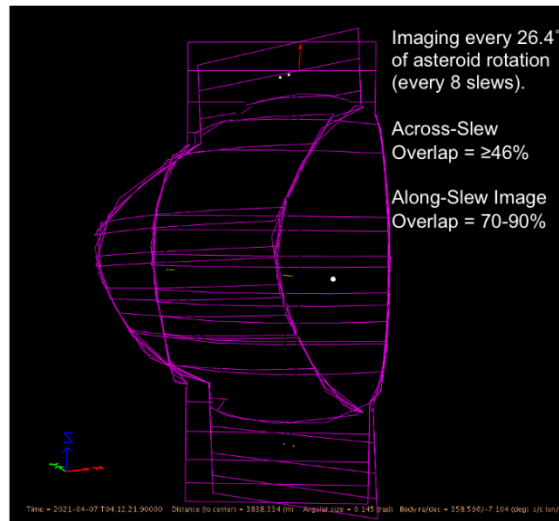 Imaging every 26.4°
of asteroid rotation
(every 8 slews).
Across-Slew
Overlap = ≥46%
Along-Slew Image
Overlap = 70-90%
Z
Time = 2021-04-07 T04:12:21.90000 Distance (to center) = 3838.334 (m) Angular size = 0.145 (rad) Body ra/dec = 358.596/-7.104 (deg) s/c